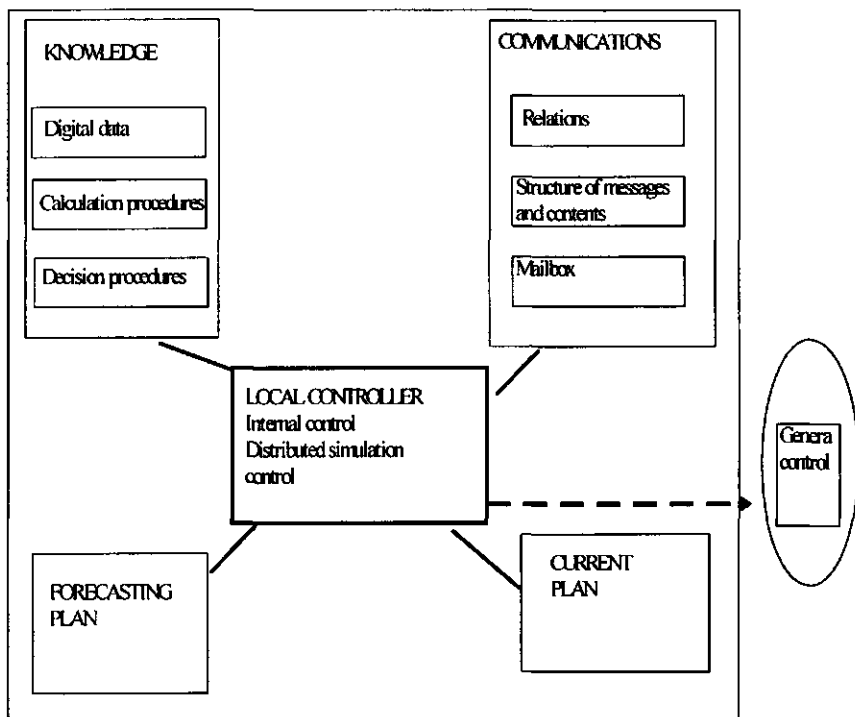 KNOWLEDGE
Digital data
Calculation procedures
Decision procedures
COMMUNICATIONS
Relations
Structure of messages
and contents
Mailbox
LOCAL CONTROLLER
Internal control
Distributed simulation
control
Genera
control
FORECASTING
PLAN
CURRENT
PLAN